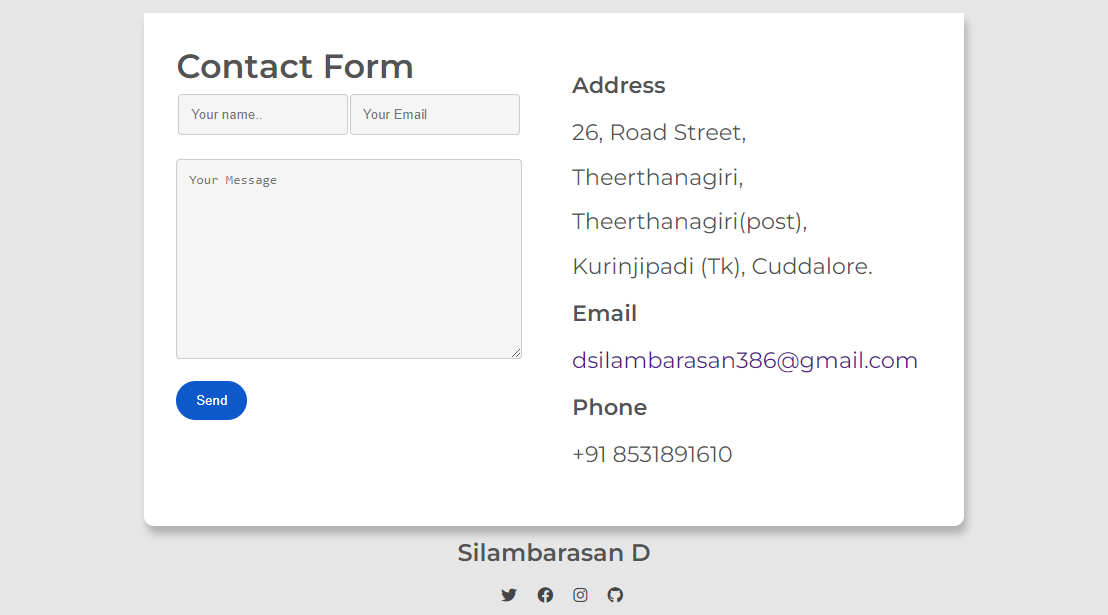 Contact Form
Your name..
Your Email
Your Message
Send
Address
26, Road Street,
Theerthanagiri,
Theerthanagiri(post),
Kurinjipadi (Tk), Cuddalore.
Email
dsilambarasan386@gmail.com
Phone
+91 8531891610
Silambarasan D